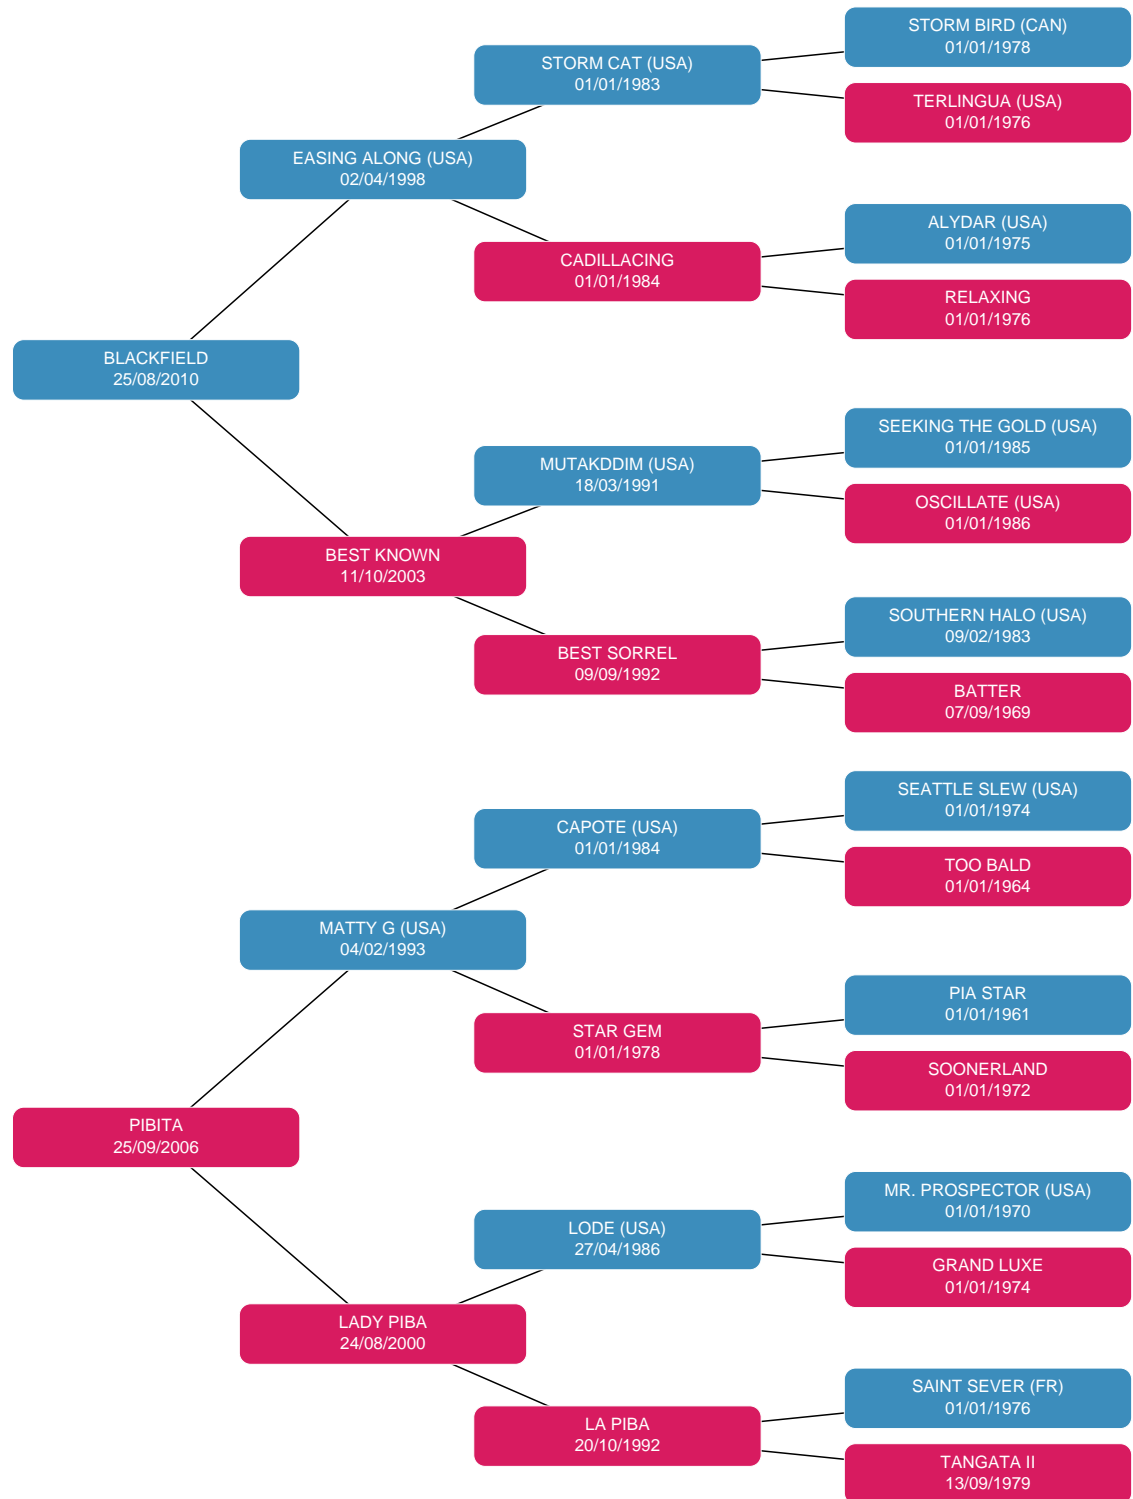 STORM BIRD (CAN)
01/01/1978
STORM CAT (USA)
01/01/1983
TERLINGUA (USA)
01/01/1976
EASING ALONG (USA)
02/04/1998
ALYDAR (USA)
01/01/1975
CADILLACING
01/01/1984
RELAXING
01/01/1976
BLACKFIELD
25/08/2010
SEEKING THE GOLD (USA)
01/01/1985
MUTAKDDIM (USA)
18/03/1991
OSCILLATE (USA)
01/01/1986
BEST KNOWN
11/10/2003
SOUTHERN HALO (USA)
09/02/1983
BEST SORREL
09/09/1992
BATTER
07/09/1969
SEATTLE SLEW (USA)
01/01/1974
CAPOTE (USA)
01/01/1984
TOO BALD
01/01/1964
MATTY G (USA)
04/02/1993
PIA STAR
01/01/1961
STAR GEM
01/01/1978
SOONERLAND
01/01/1972
PIBITA
25/09/2006
MR. PROSPECTOR (USA)
01/01/1970
LODE (USA)
27/04/1986
GRAND LUXE
01/01/1974
LADY PIBA
24/08/2000
SAINT SEVER (FR)
01/01/1976
LA PIBA
20/10/1992
TANGATA II
13/09/1979